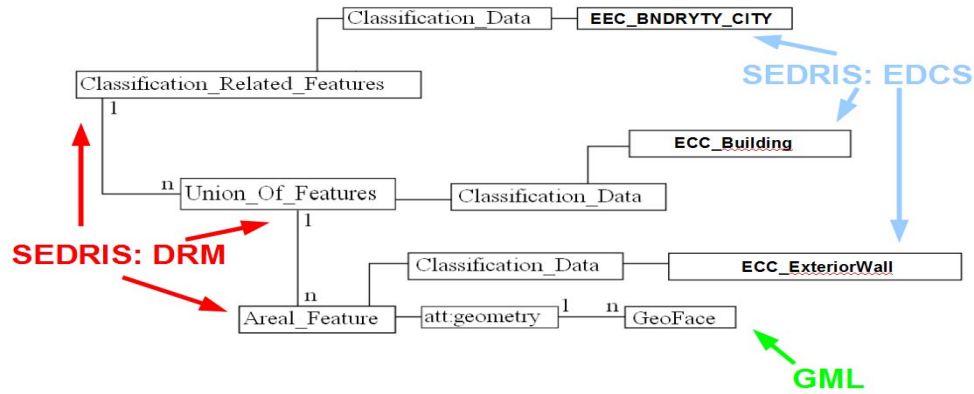 Classification_Data
EEC_BNDRYTY_CITY
SEDRIS: EDCS
Classification_Related_Features
1
ECC_Building
n
Union_Of_Features
Classification_Data
1
SEDRIS: DRM
Classification_Data
ECC_ExteriorWall
n
Areal_Feature
att:geometry
1
n
GeoFace
GML